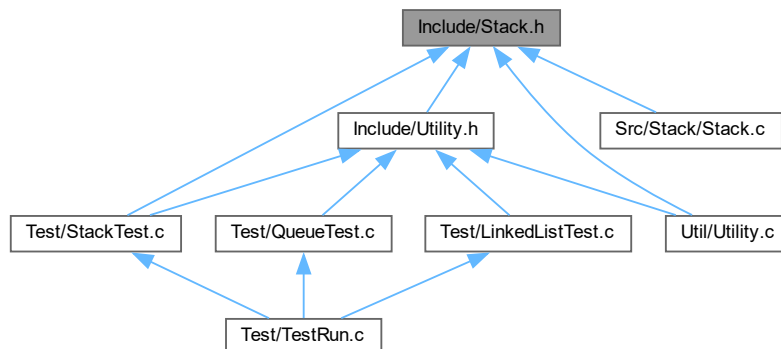 Include/Stack.h
Include/Utility.h
Src/Stack/Stack.c
Test/StackTest.c
Test/QueueTest.c
Test/LinkedListTest.c
Util/Utility.c
Test/TestRun.c